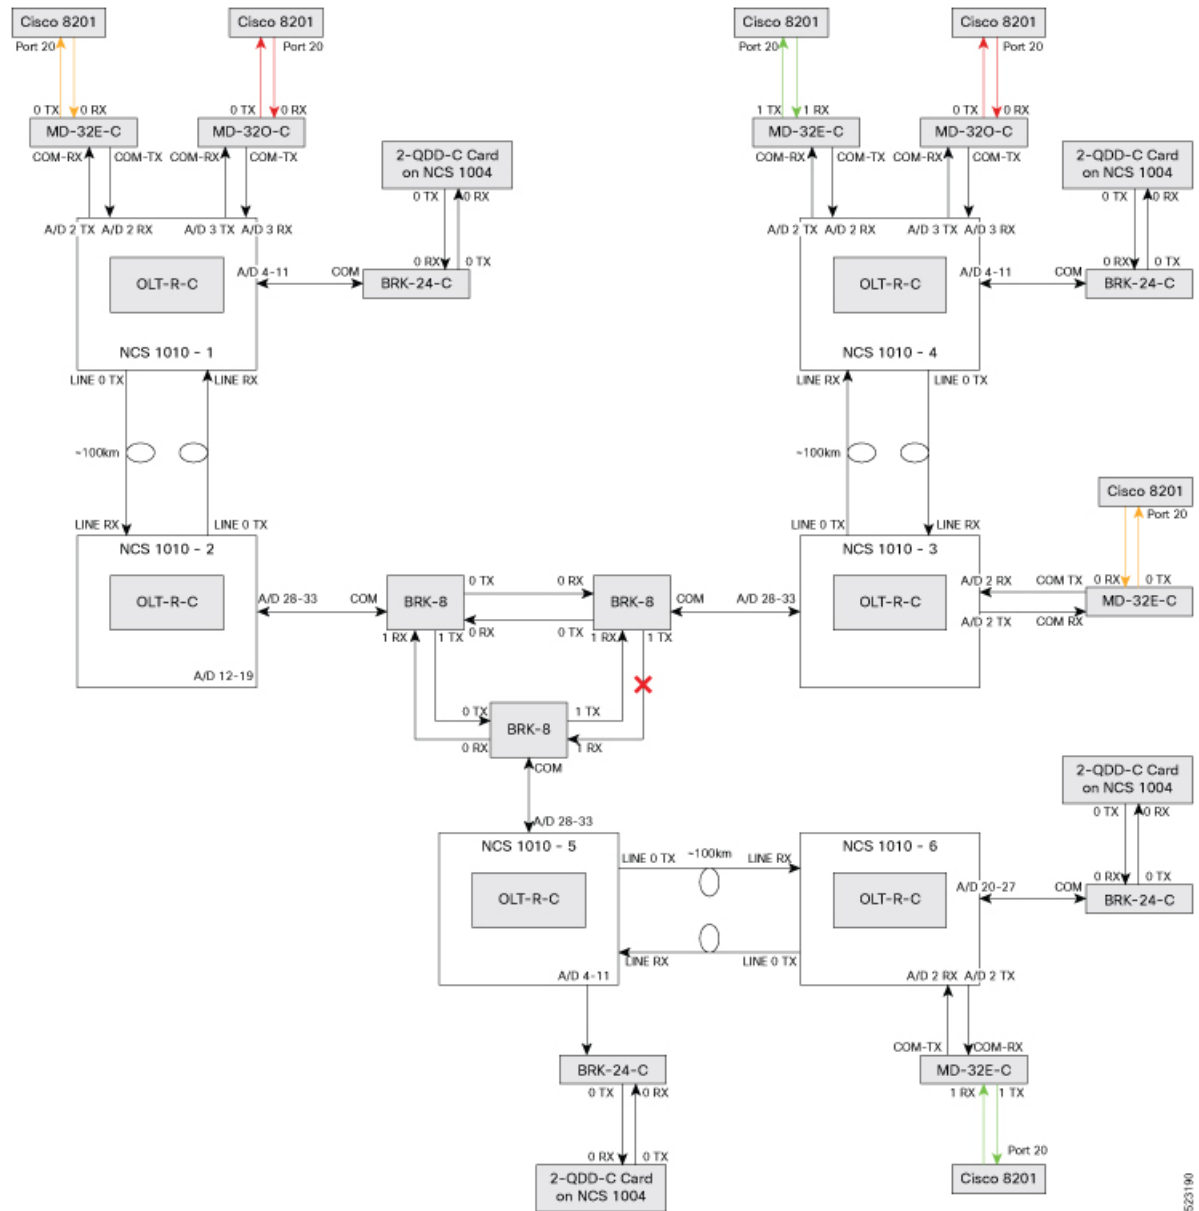 Cisco 8201
Cisco 8201
Cisco 8201
Cisco 8201
Port 20
Port 20
Port 20
Port 20
0 TX
0 RX
0 TX
0 RX
1 TX
1 RX
0 TX
0 RX
MD-32E-C
MD-32O-C
MD-32E-C
MD-32O-C
COM-RX
COM-TX
COM-RX
COM-TX
COM-RX
COM-TX
COM-RX
COM-TX
2-QDD-C Card
on NCS 1004
2-QDD-C Card
on NCS 1004
0 TX
0 RX
0 TX
0 RX
A/D 2 TX
A/D 2 RX
A/D 3 TX
A/D 3 RX
A/D 2 TX
A/D 2 RX
A/D 3 TX
A/D 3 RX
0 RX
0 TX
0 RX
0 TX
OLT-R-C
A/D 4-11
COM
BRK-24-C
OLT-R-C
A/D 4-11
COM
BRK-24-C
NCS 1010 - 1
NCS 1010 - 4
LINE 0 TX
LINE RX
LINE RX
LINE 0 TX
~100km
~100km
Cisco 8201
Port 20
LINE RX
LINE 0 TX
LINE 0 TX
LINE RX
NCS 1010 - 2
NCS 1010 - 3
OLT-R-C
A/D 28-33
COM
BRK-8
0 TX
0 RX
0 RX
0 TX
BRK-8
COM
A/D 28-33
OLT-R-C
A/D 2 RX
COM TX
0 RX
0 TX
MD-32E-C
A/D 2 TX
COM RX
1 RX
1 TX
1 RX
1 TX
A/D 12-19
0 TX
1 TX
BRK-8
0 RX
1 RX
COM
A/D 28-33
2-QDD-C Card
on NCS 1004
0 TX
0 RX
NCS 1010 - 5
LINE 0 TX
~100km
LINE RX
NCS 1010 - 6
OLT-R-C
OLT-R-C
A/D 20-27
COM
0 RX
0 TX
BRK-24-C
LINE RX
LINE 0 TX
A/D 4-11
A/D 2 RX
A/D 2 TX
COM-TX
COM-RX
BRK-24-C
MD-32E-C
0 TX
0 RX
1 RX
1 TX
0 RX
0 TX
Port 20
2-QDD-C Card
on NCS 1004
Cisco 8201
523190